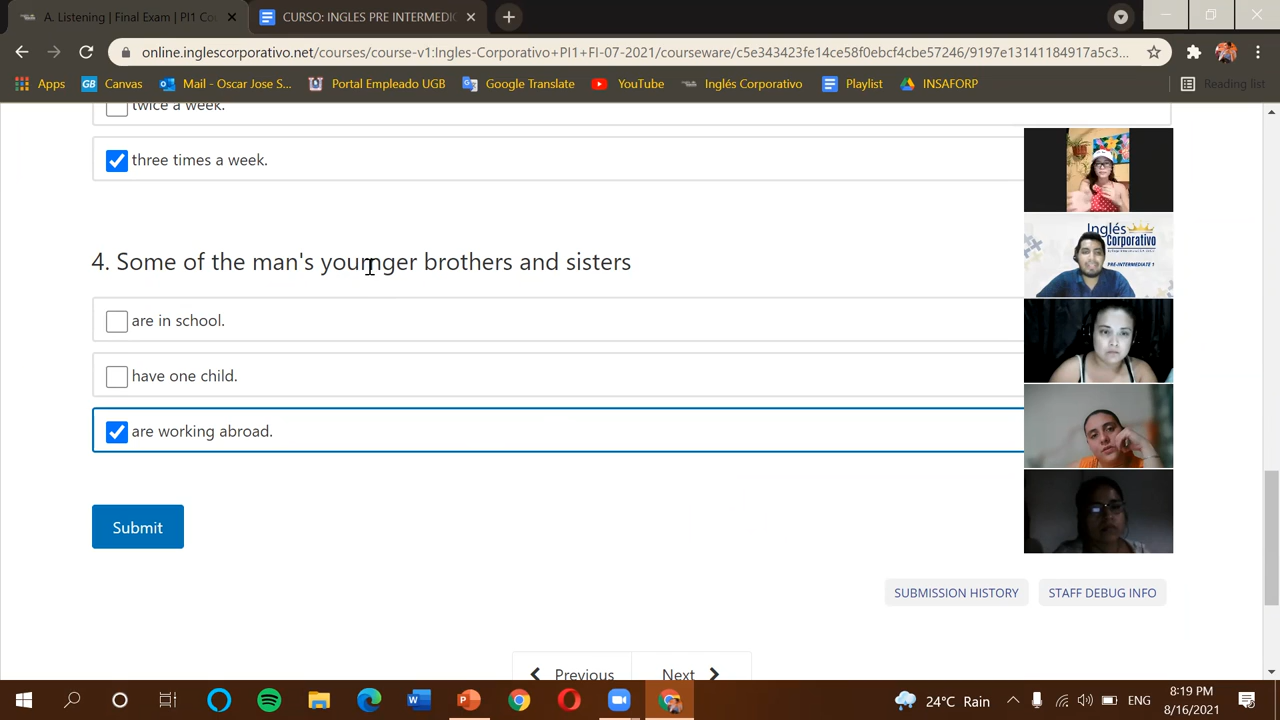 A. Listening | Final Exam | PI1 Co
CURSO: INGLES PRE INTERMEDIO
online.inglescorporativo.net/courses/course-v1:Ingles-Corporativo+PI1+FI-07-2021/courseware/c5e343423fe14ce58f0ebcf4cbe57246/9197e13141184917a5c3...
Apps
Canvas
Mail - Oscar Jose S...
Portal Empleado UGB
Google Translate
YouTube
Inglés Corporativo
Playlist
INSAFORP
Reading list
twice a week.
three times a week.
4. Some of the man's younger brothers and sisters
are in school.
have one child.
are working abroad.
Submit
Inglés
Corporativo
PRE-INTERMEDIATE 1
SUBMISSION HISTORY
STAFF DEBUG INFO
Previous
Next
24°C Rain
ENG
8:19 PM
8/16/2021